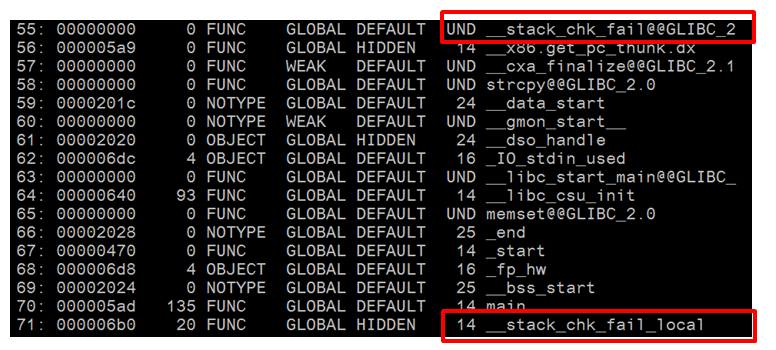 55: 00000000 0 FUNC GLOBAL DEFAULT UND __stack_chk_fail@@GLIBC_2
56: 000005a9 0 FUNC GLOBAL HIDDEN 14 __x86.get_pc_thunk.dx
57: 00000000 0 FUNC WEAK DEFAULT UND __cxa_finalize@@GLIBC_2.1
58: 00000000 0 FUNC GLOBAL DEFAULT UND strcpy@@GLIBC_2.0
59: 0000201c 0 NOTYPE GLOBAL DEFAULT 24 __data_start
60: 00000000 0 NOTYPE WEAK DEFAULT UND __gmon_start__
61: 00002020 0 OBJECT GLOBAL HIDDEN 24 __dso_handle
62: 000006dc 4 OBJECT GLOBAL DEFAULT 16 _IO_stdin_used
63: 00000000 0 FUNC GLOBAL DEFAULT UND __libc_start_main@@GLIBC_
64: 00000640 93 FUNC GLOBAL DEFAULT 14 __libc_csu_init
65: 00000000 0 FUNC GLOBAL DEFAULT UND memset@@GLIBC_2.0
66: 00002028 0 NOTYPE GLOBAL DEFAULT 25 _end
67: 00000470 0 FUNC GLOBAL DEFAULT 14 _start
68: 000006d8 4 OBJECT GLOBAL DEFAULT 16 _fp_hw
69: 00002024 0 NOTYPE GLOBAL DEFAULT 25 __bss_start
70: 000005ad 135 FUNC GLOBAL DEFAULT 14 main
71: 000006b0 20 FUNC GLOBAL HIDDEN 14 __stack_chk_fail_local